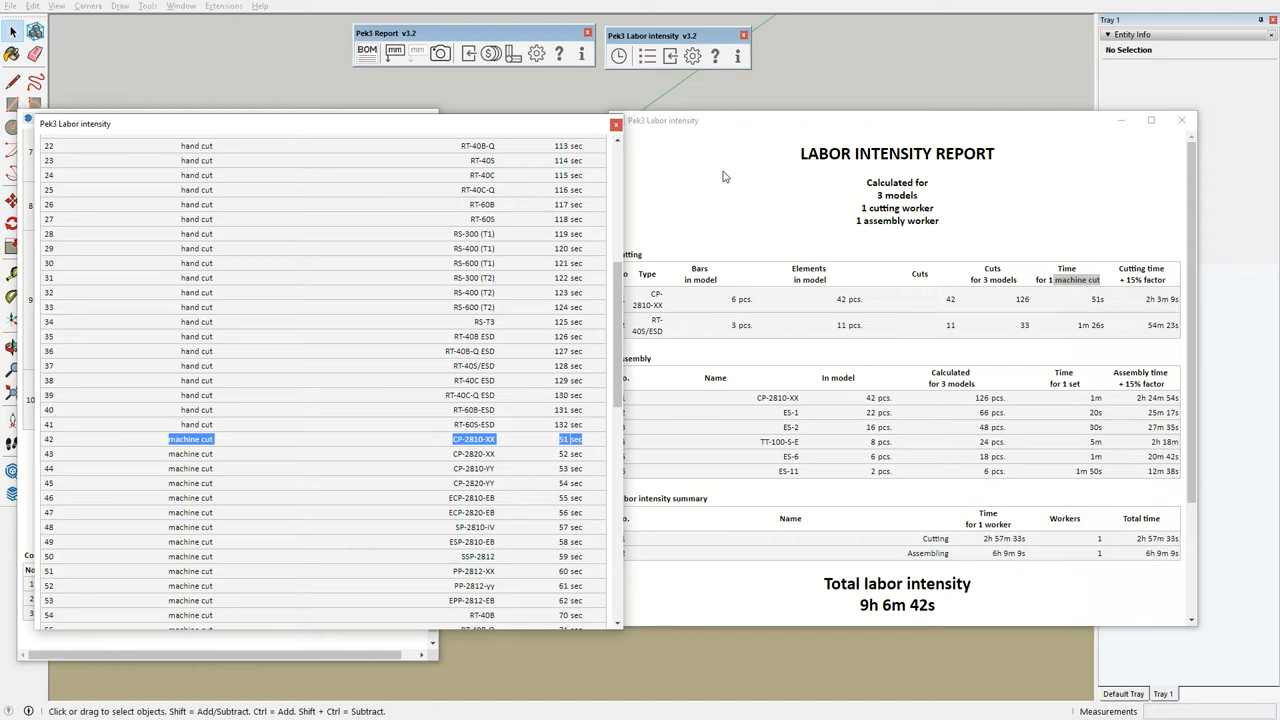 File Edit View Camera Draw Tools Window Extensions Help
Pek3 Report v3.2
BOM
mm
mm
Pek3 Labor intensity v3.2
Tray 1
Entity Info
No Selection
7
8
9
10
Pek3 Labor intensity
22 hand cut RT-40B-Q 113 sec
23 hand cut RT-40S 114 sec
24 hand cut RT-40C 115 sec
25 hand cut RT-40C-Q 116 sec
26 hand cut RT-60B 117 sec
27 hand cut RT-60S 118 sec
28 hand cut RS-300 (T1) 119 sec
29 hand cut RS-400 (T1) 120 sec
30 hand cut RS-600 (T1) 121 sec
31 hand cut RS-300 (T2) 122 sec
32 hand cut RS-400 (T2) 123 sec
33 hand cut RS-600 (T2) 124 sec
34 hand cut RS-T3 125 sec
35 hand cut RT-40B ESD 126 sec
36 hand cut RT-40B-Q ESD 127 sec
37 hand cut RT-40S/ESD 128 sec
38 hand cut RT-40C ESD 129 sec
39 hand cut RT-40C-Q ESD 130 sec
40 hand cut RT-60B-ESD 131 sec
41 hand cut RT-60S-ESD 132 sec
42 machine cut CP-2810-XX 51 sec
43 machine cut CP-2820-XX 52 sec
44 machine cut CP-2810-YY 53 sec
45 machine cut CP-2820-YY 54 sec
46 machine cut ECP-2810-EB 55 sec
47 machine cut ECP-2820-EB 56 sec
48 machine cut SP-2810-IV 57 sec
49 machine cut ESP-2810-EB 58 sec
50 machine cut SSP-2812 59 sec
51 machine cut PP-2812-XX 60 sec
52 machine cut PP-2812-yy 61 sec
53 machine cut EPP-2812-EB 62 sec
54 machine cut RT-40B 70 sec
Co
No
1
2
3
Pek3 Labor intensity
LABOR INTENSITY REPORT
Calculated for
3 models
1 cutting worker
1 assembly worker
utting
o Type Bars in model Elements in model Cuts Cuts for 3 models Time for 1 machine cut Cutting time + 15% factor
CP-2810-XX 6 pcs. 42 pcs. 42 126 51s 2h 3m 9s
RT-40S/ESD 3 pcs. 11 pcs. 11 33 1m 26s 54m 23s
ssembly
o. Name In model Calculated for 3 models Time for 1 set Assembly time + 15% factor
1 CP-2810-XX 42 pcs. 126 pcs. 1m 2h 24m 54s
2 ES-1 22 pcs. 66 pcs. 20s 25m 17s
3 ES-2 16 pcs. 48 pcs. 30s 27m 35s
4 TT-100-S-E 8 pcs. 24 pcs. 5m 2h 18m
5 ES-6 6 pcs. 18 pcs. 1m 20m 42s
5 ES-11 2 pcs. 6 pcs. 1m 50s 12m 38s
bor intensity summary
o. Name Time for 1 worker Workers Total time
1 Cutting 2h 57m 33s 1 2h 57m 33s
2 Assembling 6h 9m 9s 1 6h 9m 9s
Total labor intensity
9h 6m 42s
Default Tray Tray 1
Click or drag to select objects. Shift = Add/Subtract. Ctrl = Add. Shift + Ctrl = Subtract.
Measurements